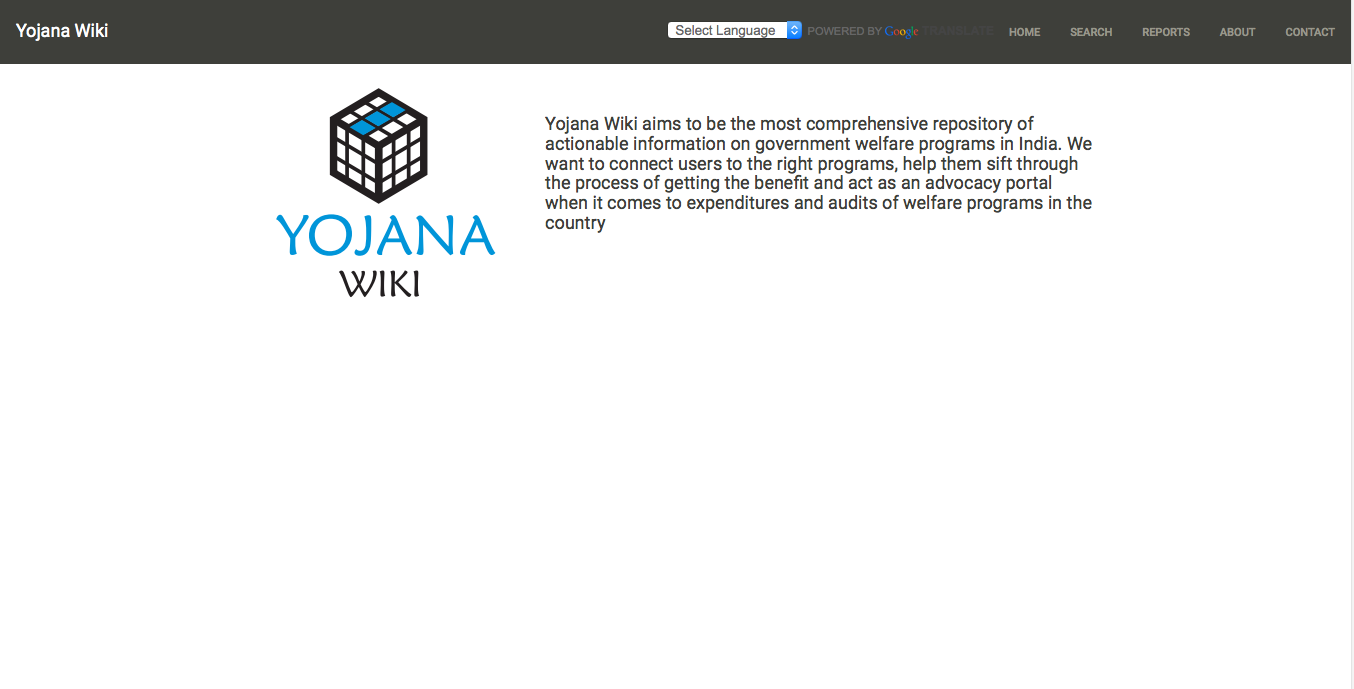 Yojana Wiki
Select Language POWERED BY Google TRANSLATE HOME SEARCH REPORTS ABOUT CONTACT
YOJANA
WIKI
Yojana Wiki aims to be the most comprehensive repository of
actionable information on government welfare programs in India. We
want to connect users to the right programs, help them sift through
the process of getting the benefit and act as an advocacy portal
when it comes to expenditures and audits of welfare programs in the
country